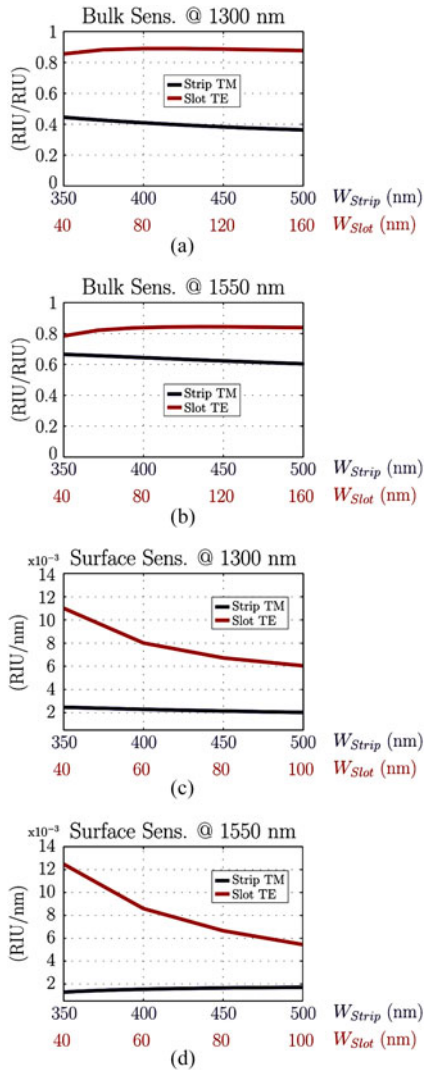 Bulk Sens. @ 1300 nm
(RIU/RIU)
1
0.8
0.6
0.4
0.2
1
Strip TM
Slot TE
350 400 450 500 W_Strip (nm)
40 80 120 160 W_Slot (nm)
(a)
Bulk Sens. @ 1550 nm
(RIU/RIU)
1
0.8
0.6
0.4
0.2
0
Strip TM
Slot TE
350 400 450 500 W_Strip (nm)
40 80 120 160 W_Slot (nm)
(b)
x10⁻³ Surface Sens. @ 1300 nm
(RIU/nm)
14
12
10
8
6
4
2
Strip TM
Slot TE
350 400 450 500 W_Strip (nm)
40 60 80 100 W_Slot (nm)
(c)
x10⁻³ Surface Sens. @ 1550 nm
(RIU/nm)
14
12
10
8
6
4
2
Strip TM
Slot TE
350 400 450 500 W_Strip (nm)
40 60 80 100 W_Slot (nm)
(d)